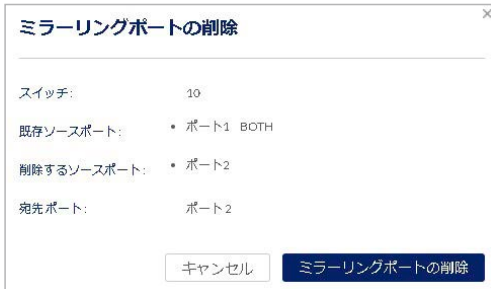 ミラーリングポートの削除
スイッチ: 10
既存ソースポート: • ポート1 BOTH
削除するソースポート: • ポート2
宛先ポート: ポート2
キャンセル ミラーリングポートの削除